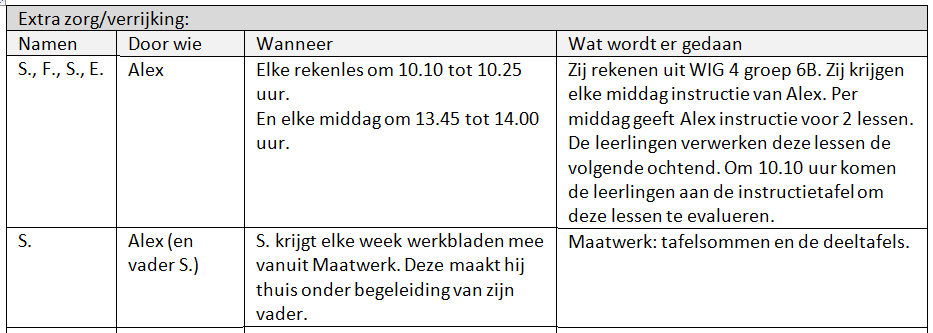 Extra zorg/verrijking:
Namen Door wie Wanneer Wat wordt er gedaan
S., F., S., E. Alex Elke rekenles om 10.10 tot 10.25
uur.
En elke middag om 13.45 tot 14.00
uur.
Zij rekenen uit WIG 4 groep 6B. Zij krijgen
elke middag instructie van Alex. Per
middag geeft Alex instructie voor 2 lessen.
De leerlingen verwerken deze lessen de
volgende ochtend. Om 10.10 uur komen
de leerlingen aan de instructietafel om
deze lessen te evalueren.
S. Alex (en
vader S.)
S. krijgt elke week werkbladen mee
vanuit Maatwerk. Deze maakt hij
thuis onder begeleiding van zijn
vader.
Maatwerk: tafelsommen en de deeltafels.